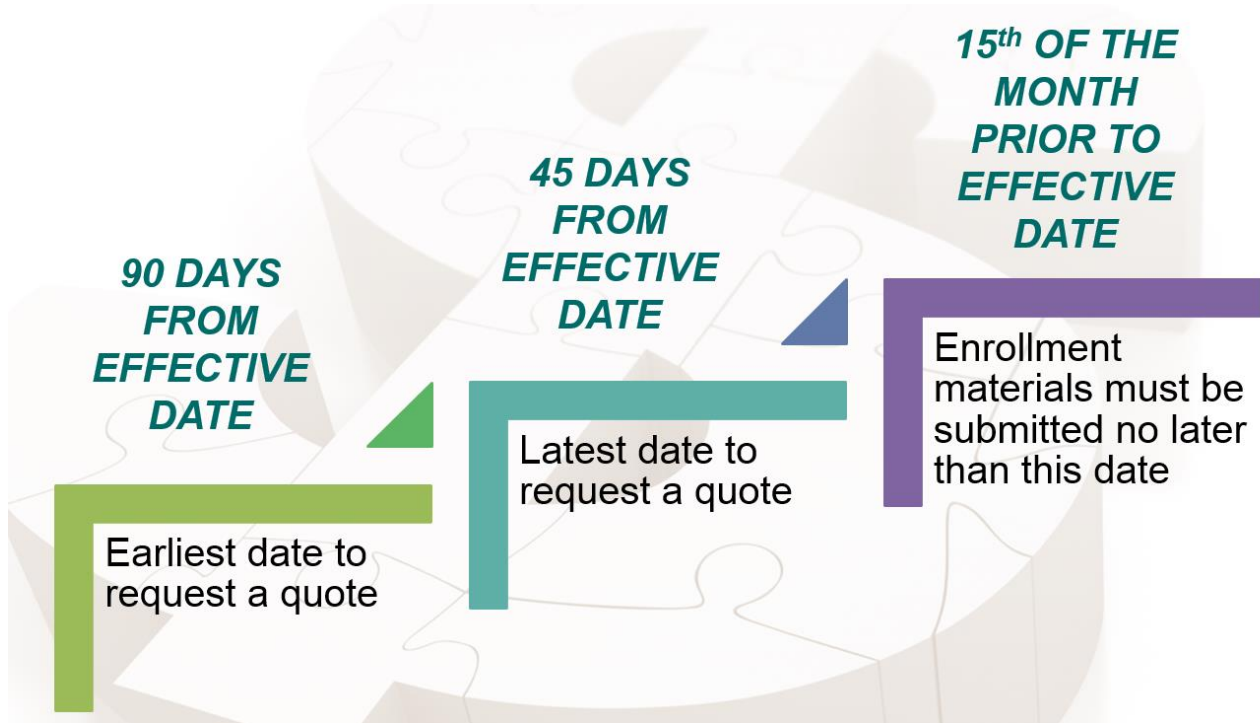 90 DAYS
FROM
EFFECTIVE
DATE
Earliest date to
request a quote
45 DAYS
FROM
EFFECTIVE
DATE
Latest date to
request a quote
15th OF THE
MONTH
PRIOR TO
EFFECTIVE
DATE
Enrollment
materials must be
submitted no later
than this date